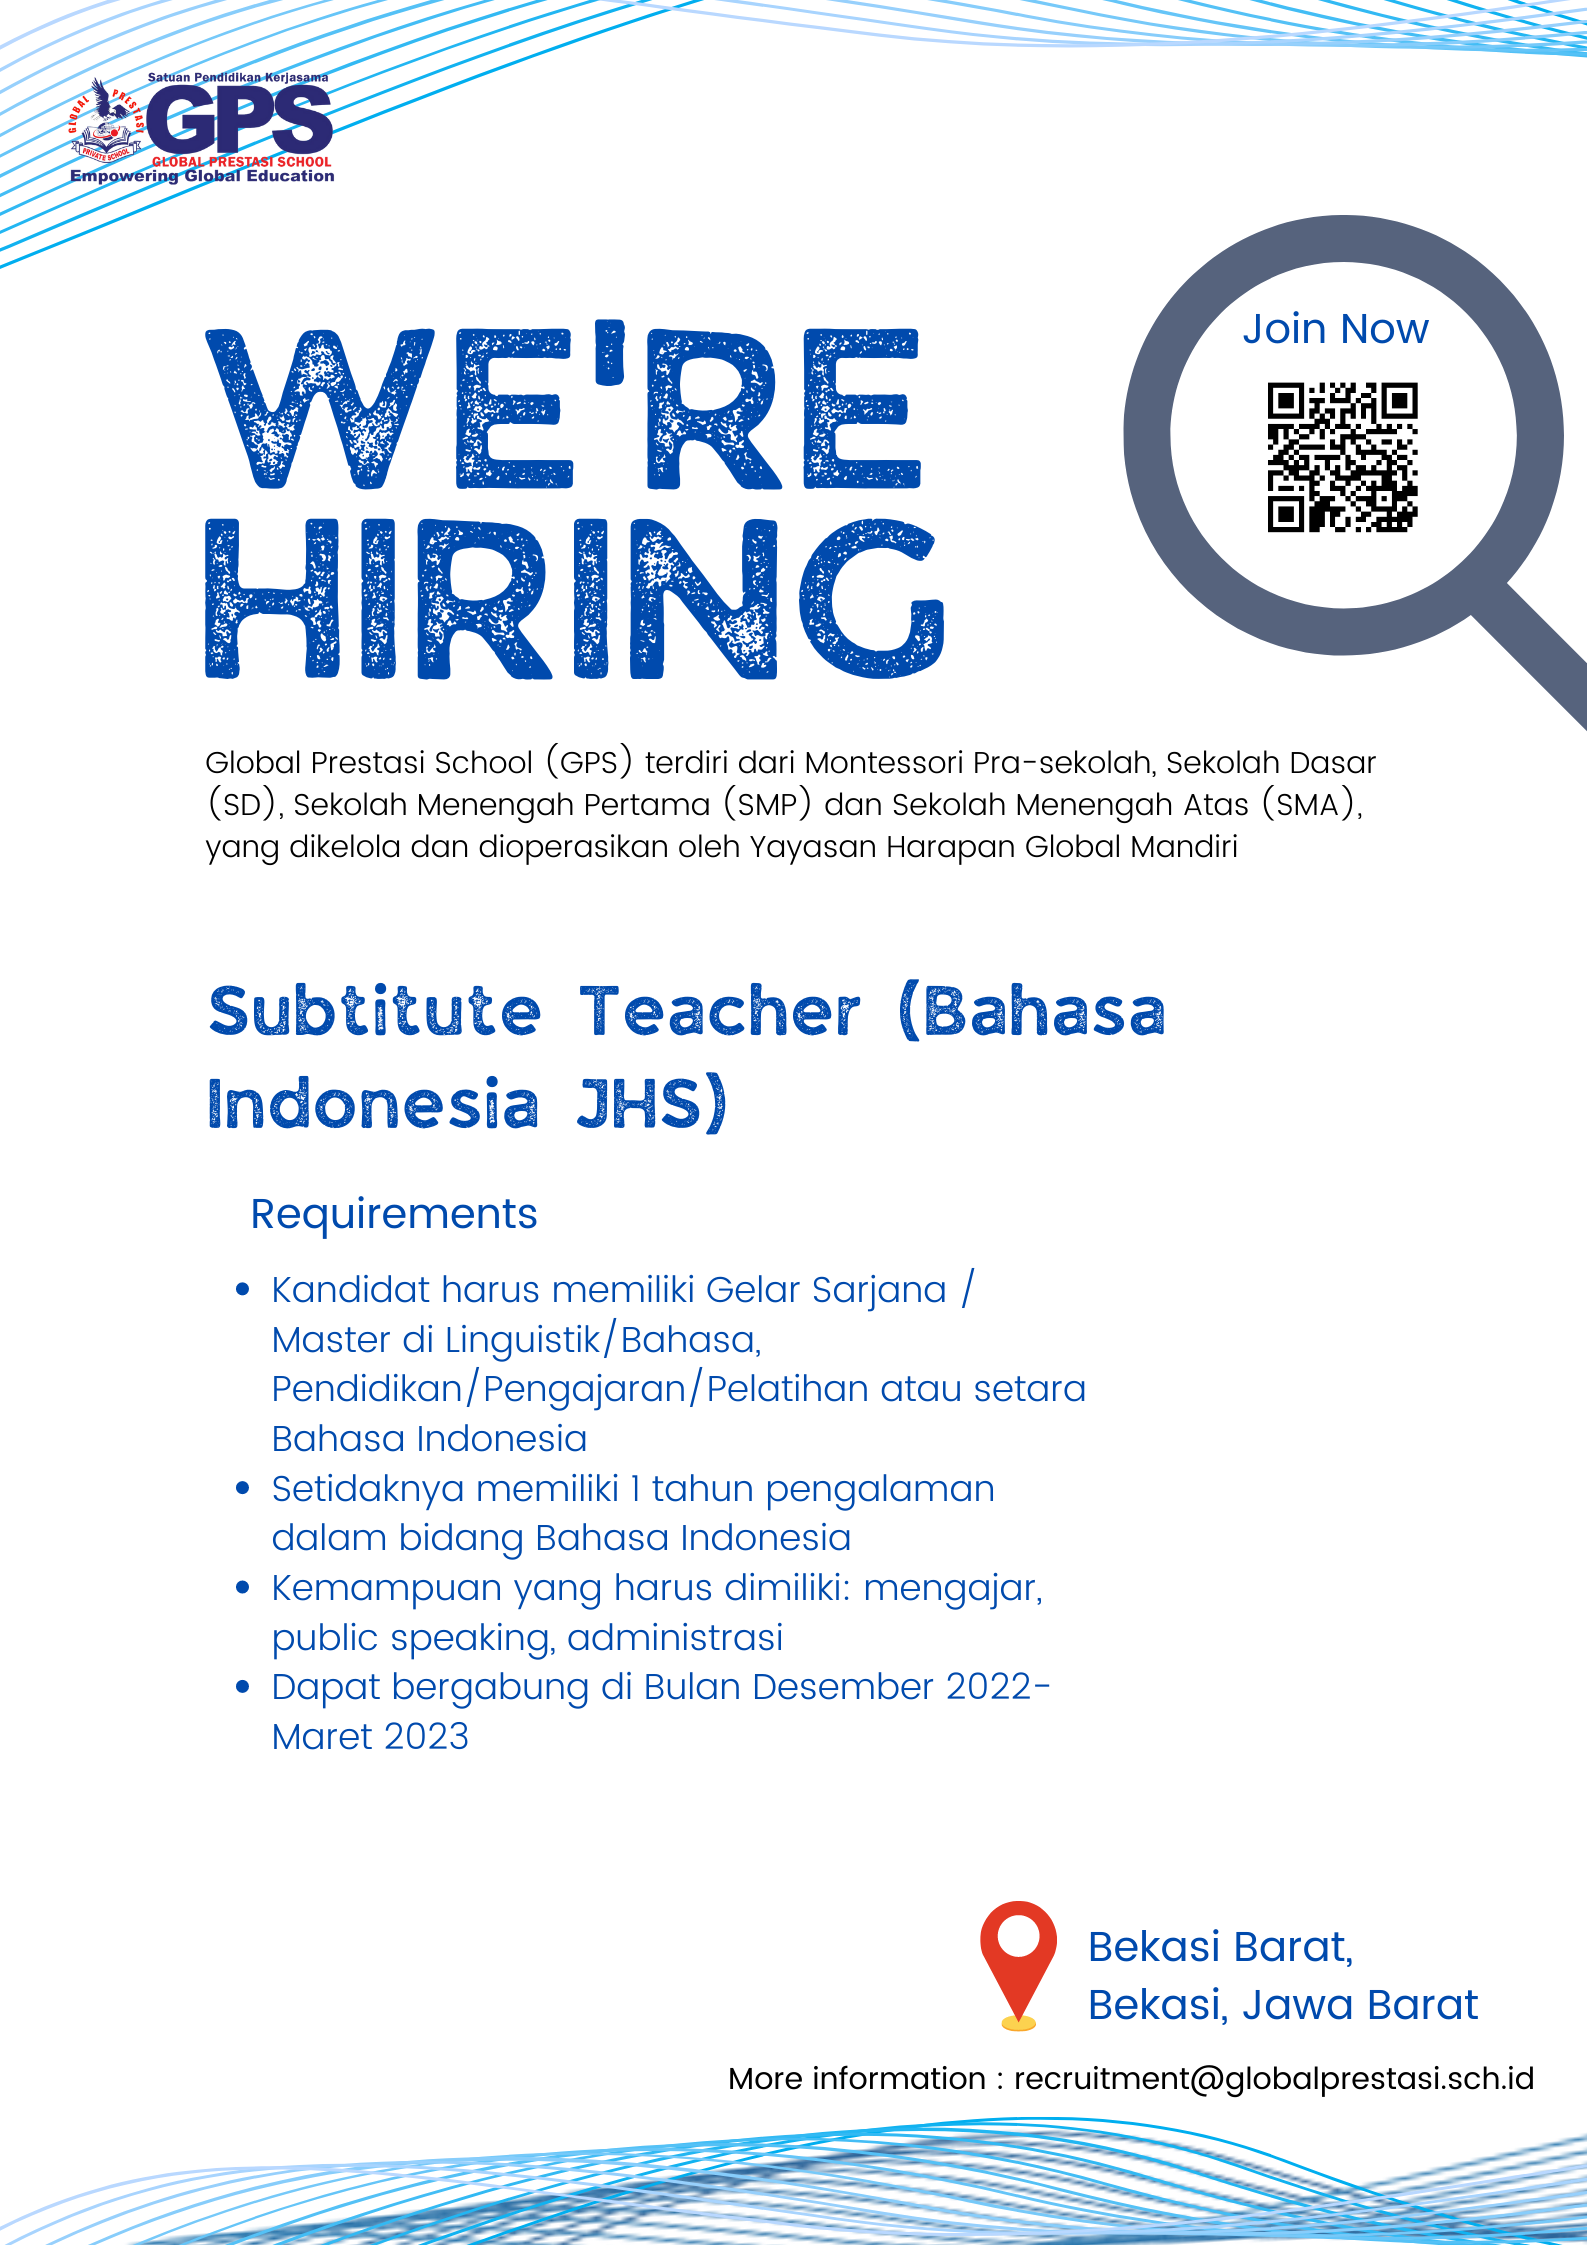 Satuan Pendidikan Kerjasama
GLOBAL PRESTASI
PRIVATE SCHOOL
GPS
GLOBAL PRESTASI SCHOOL
Empowering Global Education
Join Now
WE'RE
HIRING
Global Prestasi School (GPS) terdiri dari Montessori Pra-sekolah, Sekolah Dasar
(SD), Sekolah Menengah Pertama (SMP) dan Sekolah Menengah Atas (SMA),
yang dikelola dan dioperasikan oleh Yayasan Harapan Global Mandiri
Subtitute Teacher (Bahasa
Indonesia JHS)
Requirements
• Kandidat harus memiliki Gelar Sarjana /
Master di Linguistik/Bahasa,
Pendidikan/Pengajaran/Pelatihan atau setara
Bahasa Indonesia
• Setidaknya memiliki 1 tahun pengalaman
dalam bidang Bahasa Indonesia
• Kemampuan yang harus dimiliki: mengajar,
public speaking, administrasi
• Dapat bergabung di Bulan Desember 2022-
Maret 2023
Bekasi Barat,
Bekasi, Jawa Barat
More information : recruitment@globalprestasi.sch.id